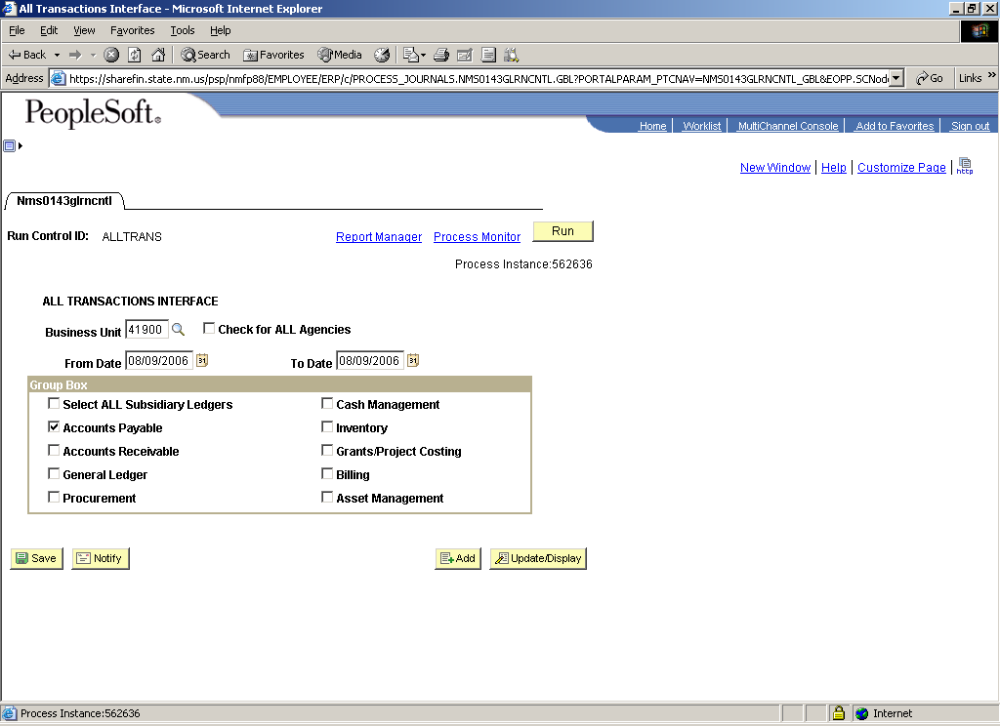 All Transactions Interface - Microsoft Internet Explorer
File Edit View Favorites Tools Help
Back Search Favorites Media
Address https://sharefin.state.nm.us/psp/nmfp88/EMPLOYEE/ERP/c/PROCESS_JOURNALS.NMS0143GLRNCNTL.GBL?PORTALPARAM_PTCNAV=NMS0143GLRNCNTL_GBL&EOPP.SCNod Go Links »
PeopleSoft®
Home Worklist MultiChannel Console Add to Favorites Sign out
New Window Help Customize Page http
Nms0143glrncntl
Run Control ID: ALLTRANS Report Manager Process Monitor Run
Process Instance:562636
ALL TRANSACTIONS INTERFACE
Business Unit 41900 Check for ALL Agencies
From Date 08/09/2006 31 To Date 08/09/2006 31
Group Box
Select ALL Subsidiary Ledgers Cash Management
Accounts Payable Inventory
Accounts Receivable Grants/Project Costing
General Ledger Billing
Procurement Asset Management
Save Notify Add Update/Display
Process Instance:562636 Internet